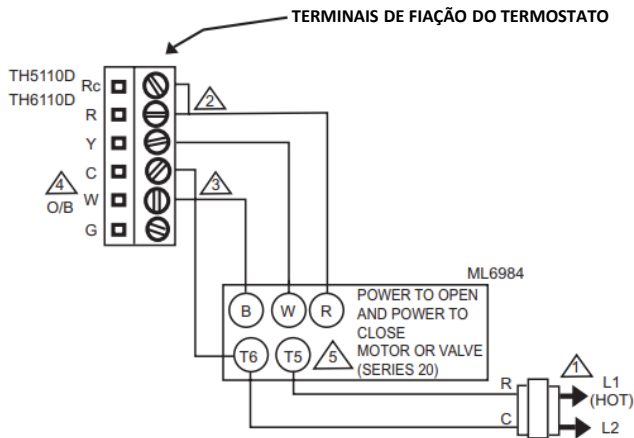 TERMINAIS DE FIAÇÃO DO TERMOSTATO
TH5110D
TH6110D
Rc
R
Y
C
W
O/B
G
2
3
4
ML6984
B
W
R
POWER TO OPEN
AND POWER TO
CLOSE
MOTOR OR VALVE
(SERIES 20)
T6
T5
5
1
R
L1
(HOT)
C
L2